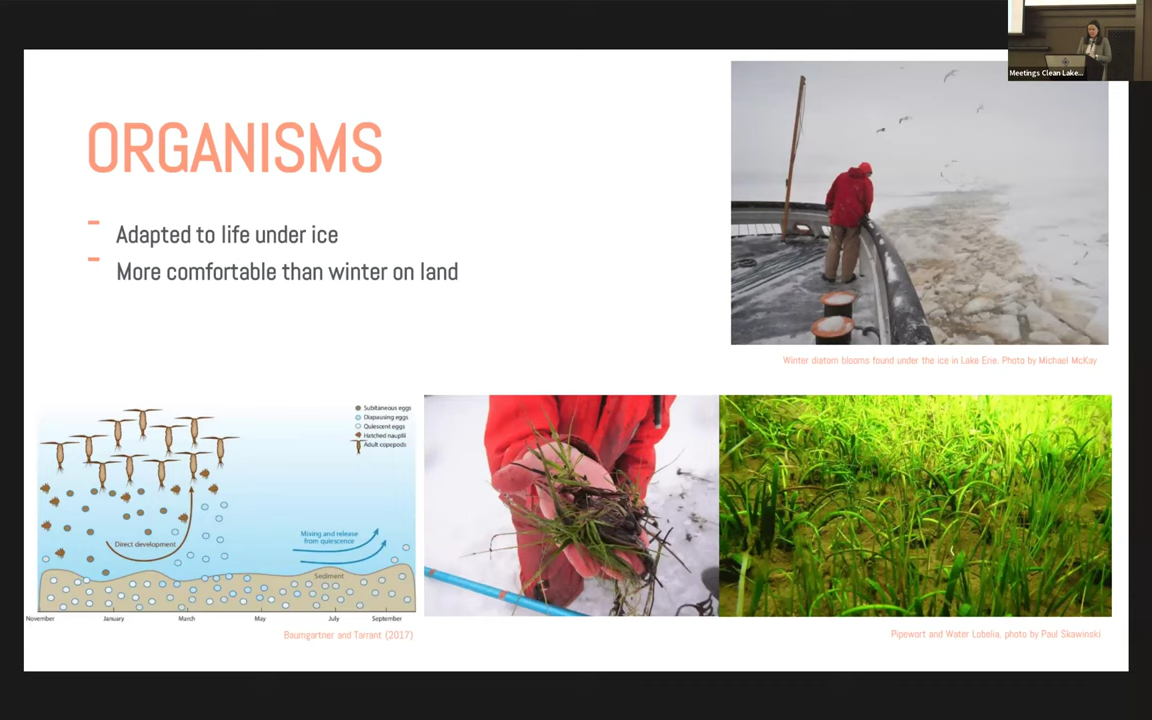 Meetings Clean Lake...
ORGANISMS
- Adapted to life under ice
- More comfortable than winter on land
Winter diatom blooms found under the ice in Lake Erie. Photo by Michael McKay
Subitaneous eggs
Diapausing eggs
Quiescent eggs
Hatched nauplii
Adult copepods
Direct development
Mixing and release
from quiescence
Sediment
November January March May July September
Baumgartner and Tarrant (2017)
Pipewort and Water Lobelia, photo by Paul Skawinski